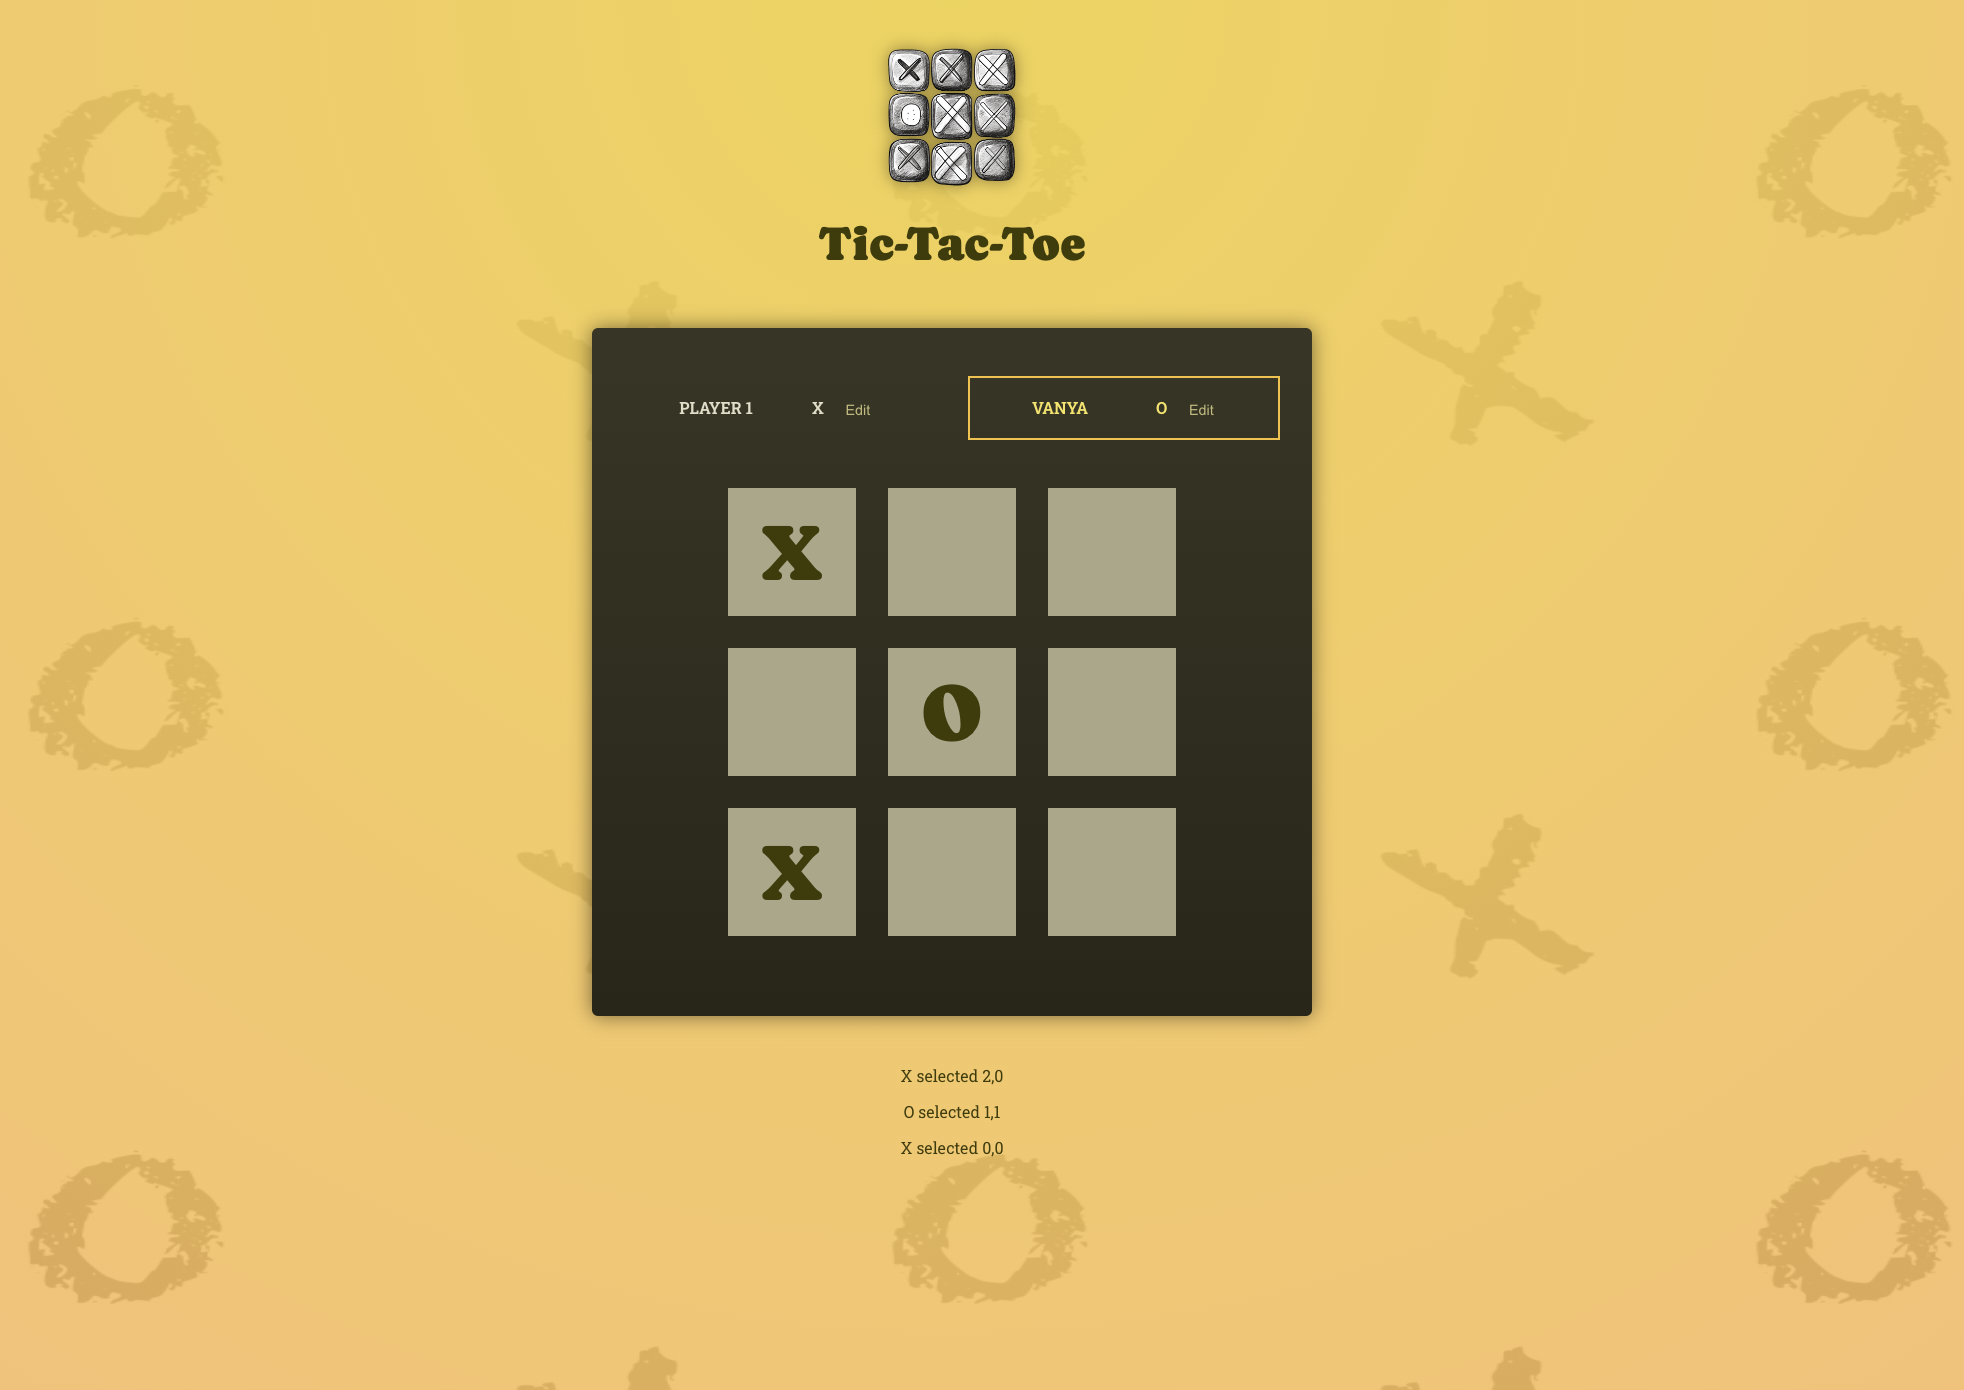 Tic-Tac-Toe
PLAYER 1 X Edit VANYA O Edit
X
O
X
X selected 2,0
O selected 1,1
X selected 0,0